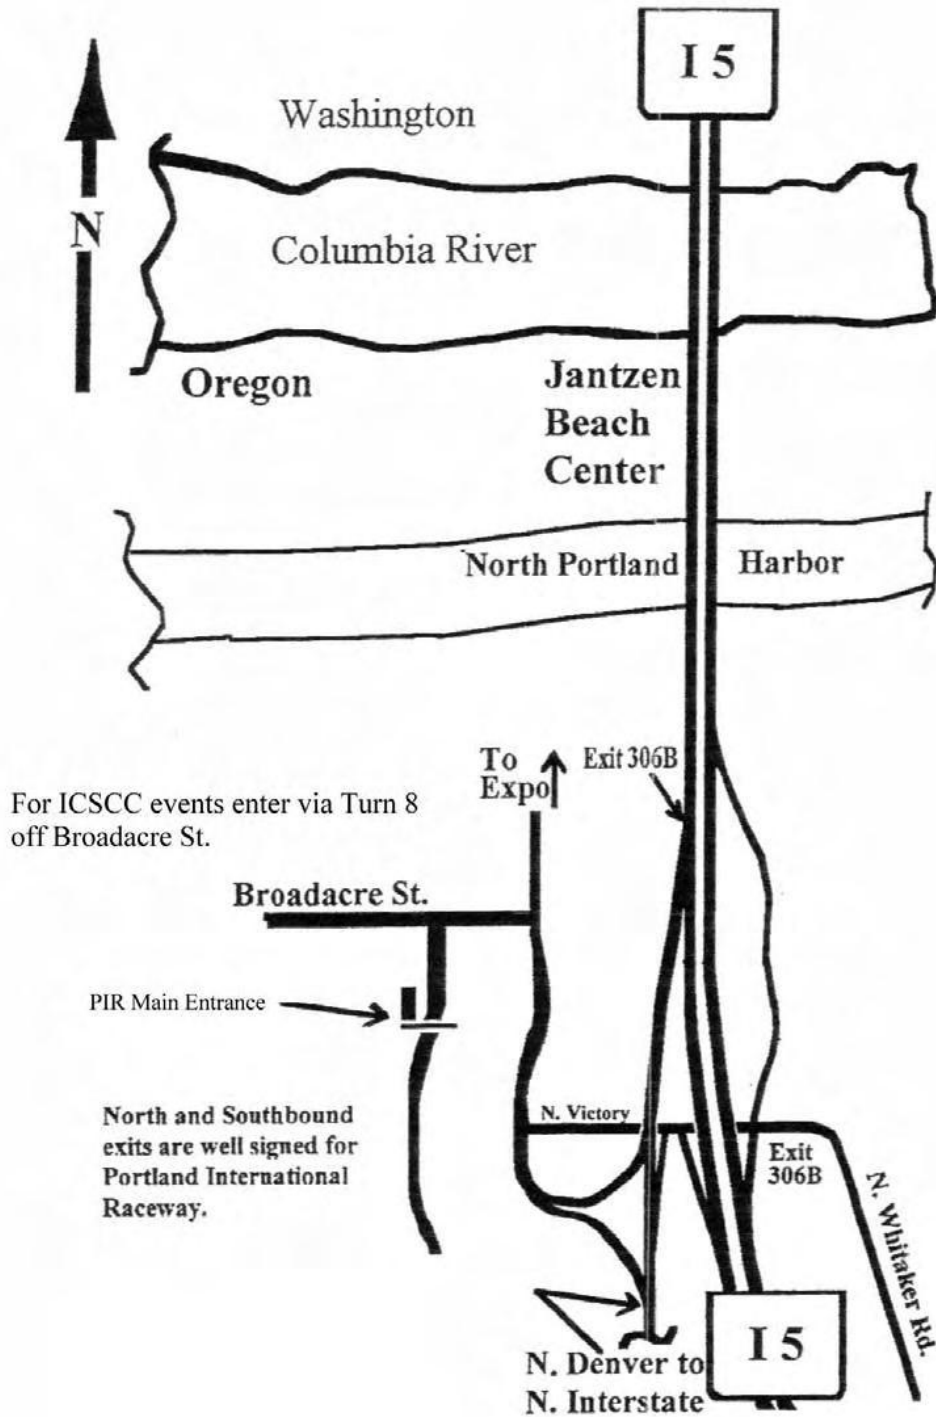 I 5
Washington
N
Columbia River
Oregon
Jantzen
Beach
Center
North Portland Harbor
To
Expo
Exit 306B
For ICSCC events enter via Turn 8
off Broadacre St.
Broadacre St.
PIR Main Entrance
North and Southbound
exits are well signed for
Portland International
Raceway.
N. Victory
Exit
306B
N. Whitaker Rd.
I 5
N. Denver to
N. Interstate